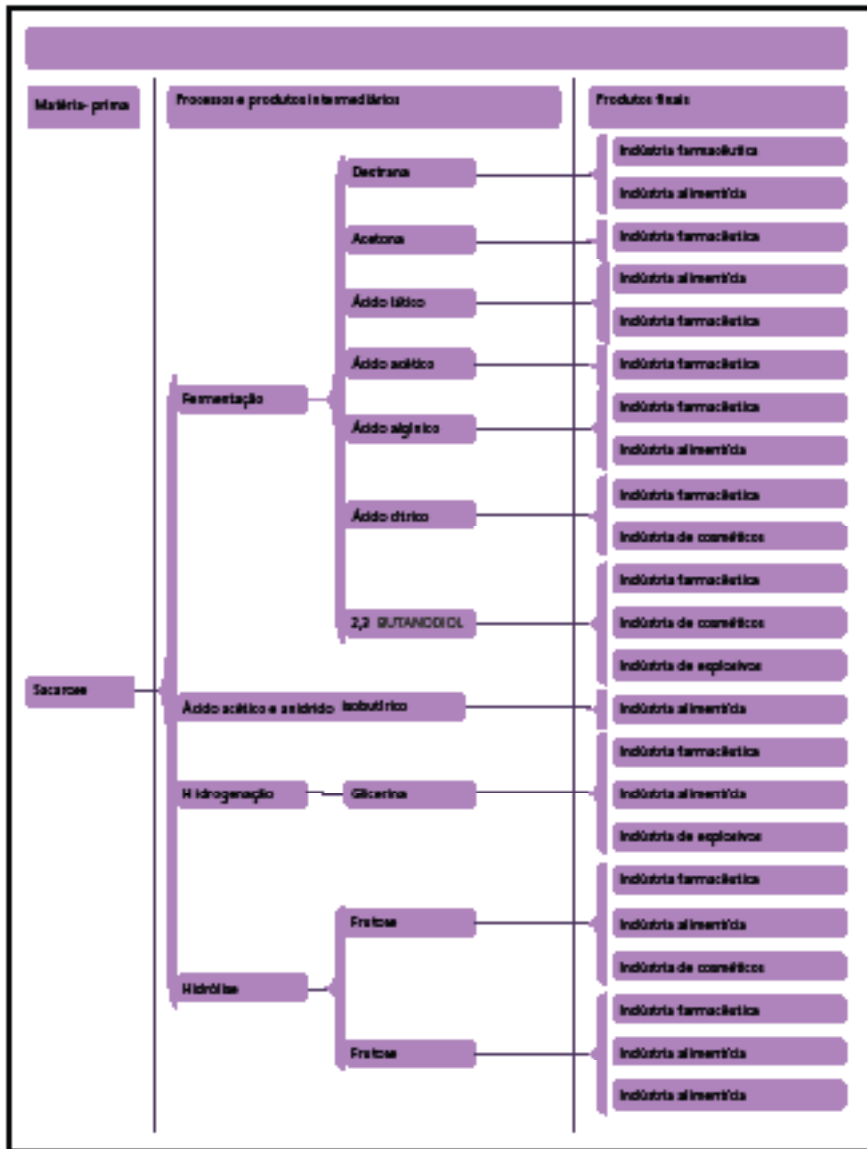 Matéria-prima
Processos e produtos intermediários
Produtos finais
Dextrana
Indústria farmacêutica
Indústria alimentícia
Acetona
Indústria farmacêutica
Ácido lático
Indústria alimentícia
Indústria farmacêutica
Fermentação
Ácido acético
Indústria farmacêutica
Ácido algínico
Indústria farmacêutica
Indústria alimentícia
Ácido cítrico
Indústria farmacêutica
Indústria de cosméticos
2,3 BUTANODIOL
Indústria farmacêutica
Indústria de cosméticos
Indústria de explosivos
Sacarose
Ácido acético e anidrido isobutírico
Indústria alimentícia
Hidrogenação
Glicerina
Indústria farmacêutica
Indústria alimentícia
Indústria de explosivos
Hidrólise
Frutose
Indústria farmacêutica
Indústria alimentícia
Indústria de cosméticos
Frutose
Indústria farmacêutica
Indústria alimentícia
Indústria alimentícia